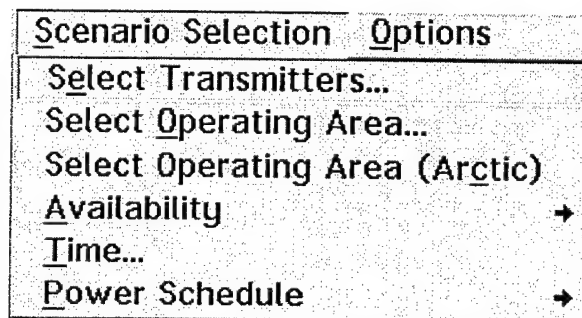 Scenario Selection Options
Select Transmitters...
Select Operating Area...
Select Operating Area (Arctic)
Availability →
Time...
Power Schedule →